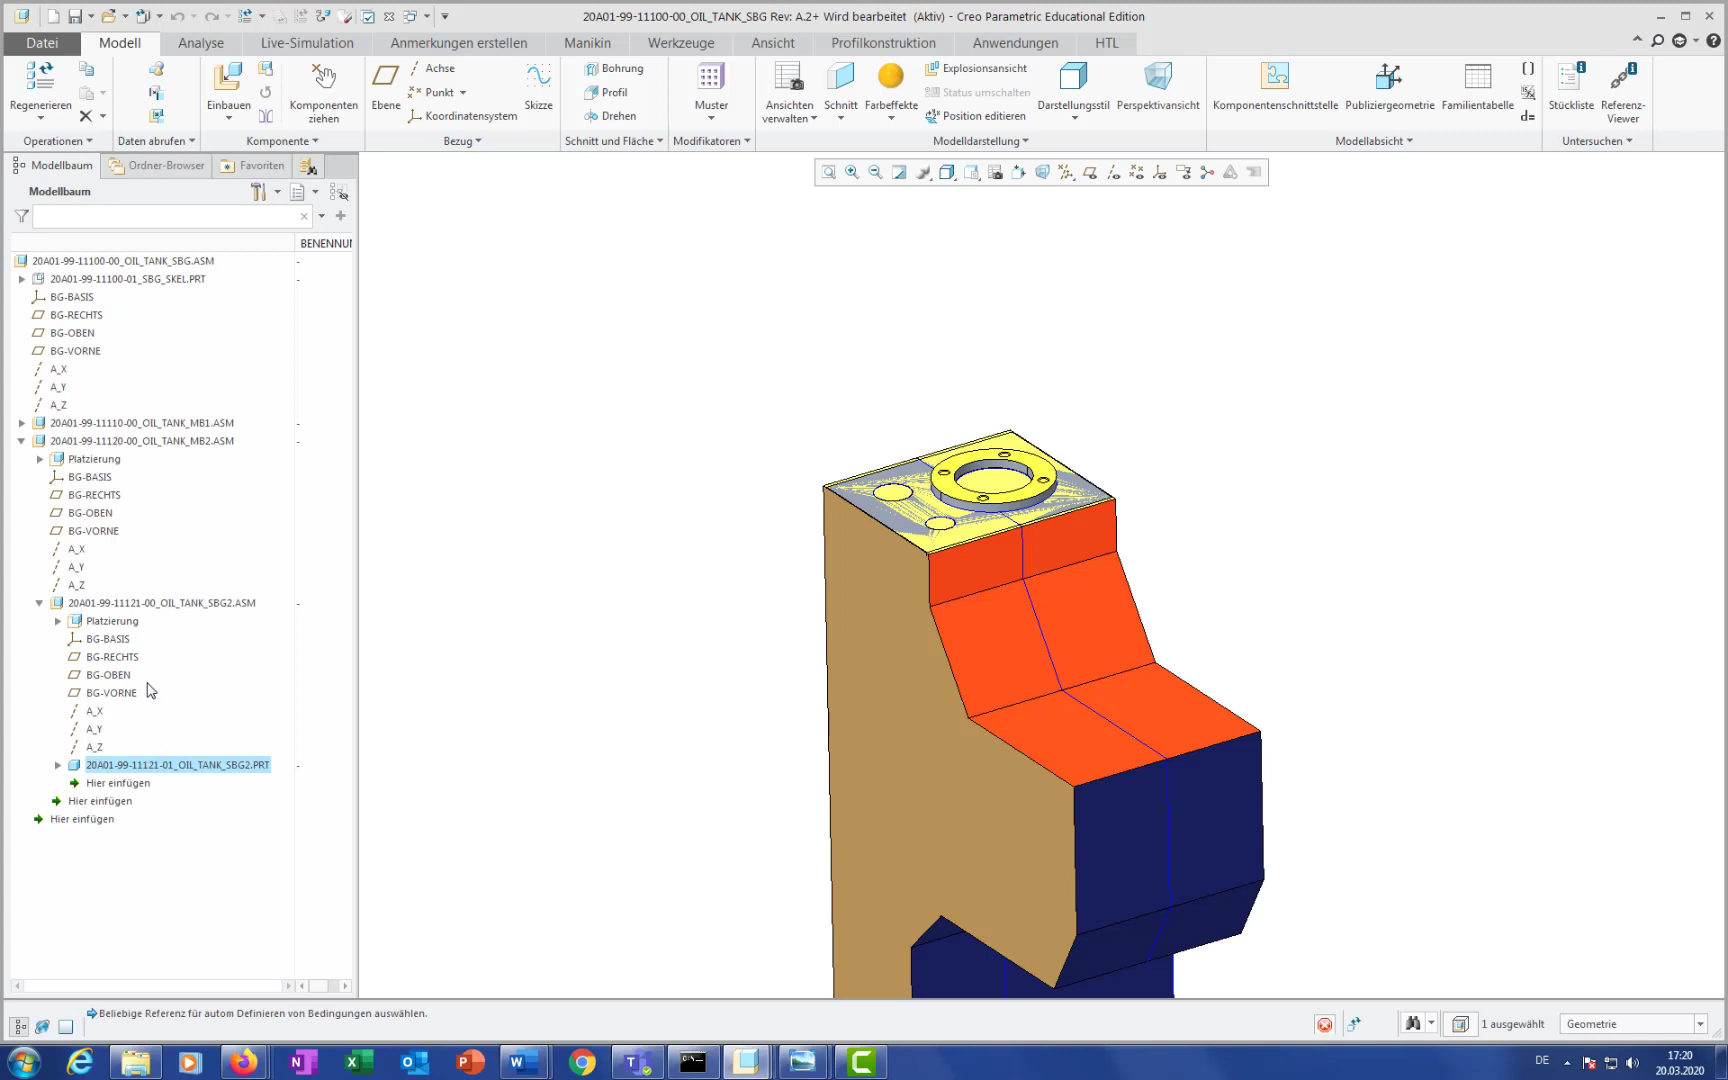 20A01-99-11100-00_OIL_TANK_SBG Rev: A.2+ Wird bearbeitet (Aktiv) - Creo Parametric Educational Edition
Datei Modell Analyse Live-Simulation Anmerkungen erstellen Manikin Werkzeuge Ansicht Profilkonstruktion Anwendungen HTL
Achse Bohrung Explosionsansicht
Punkt Profil Status umschalten
Koordinatensystem Drehen Position editieren
Regenerieren Einbauen Komponenten ziehen Ebene Skizze Muster Ansichten verwalten Schnitt Farbeffekte Darstellungsstil Perspektivansicht Komponentenschnittstelle Publiziergeometrie Familientabelle Stückliste Referenz-Viewer
Operationen Daten abrufen Komponente Bezug Schnitt und Fläche Modifikatoren Modelldarstellung Modellabsicht Untersuchen
Modellbaum Ordner-Browser Favoriten
Modellbaum
BENENNUN
20A01-99-11100-00_OIL_TANK_SBG.ASM -
20A01-99-11100-01_SBG_SKEL.PRT -
BG-BASIS
BG-RECHTS
BG-OBEN
BG-VORNE
A_X
A_Y
A_Z
20A01-99-11110-00_OIL_TANK_MB1.ASM -
20A01-99-11120-00_OIL_TANK_MB2.ASM -
Platzierung
BG-BASIS
BG-RECHTS
BG-OBEN
BG-VORNE
A_X
A_Y
A_Z
20A01-99-11121-00_OIL_TANK_SBG2.ASM -
Platzierung
BG-BASIS
BG-RECHTS
BG-OBEN
BG-VORNE
A_X
A_Y
A_Z
20A01-99-11121-01_OIL_TANK_SBG2.PRT -
Hier einfügen
Hier einfügen
Hier einfügen
Beliebige Referenz für autom Definieren von Bedingungen auswählen.
1 ausgewählt Geometrie
DE 17:20
20.03.2020